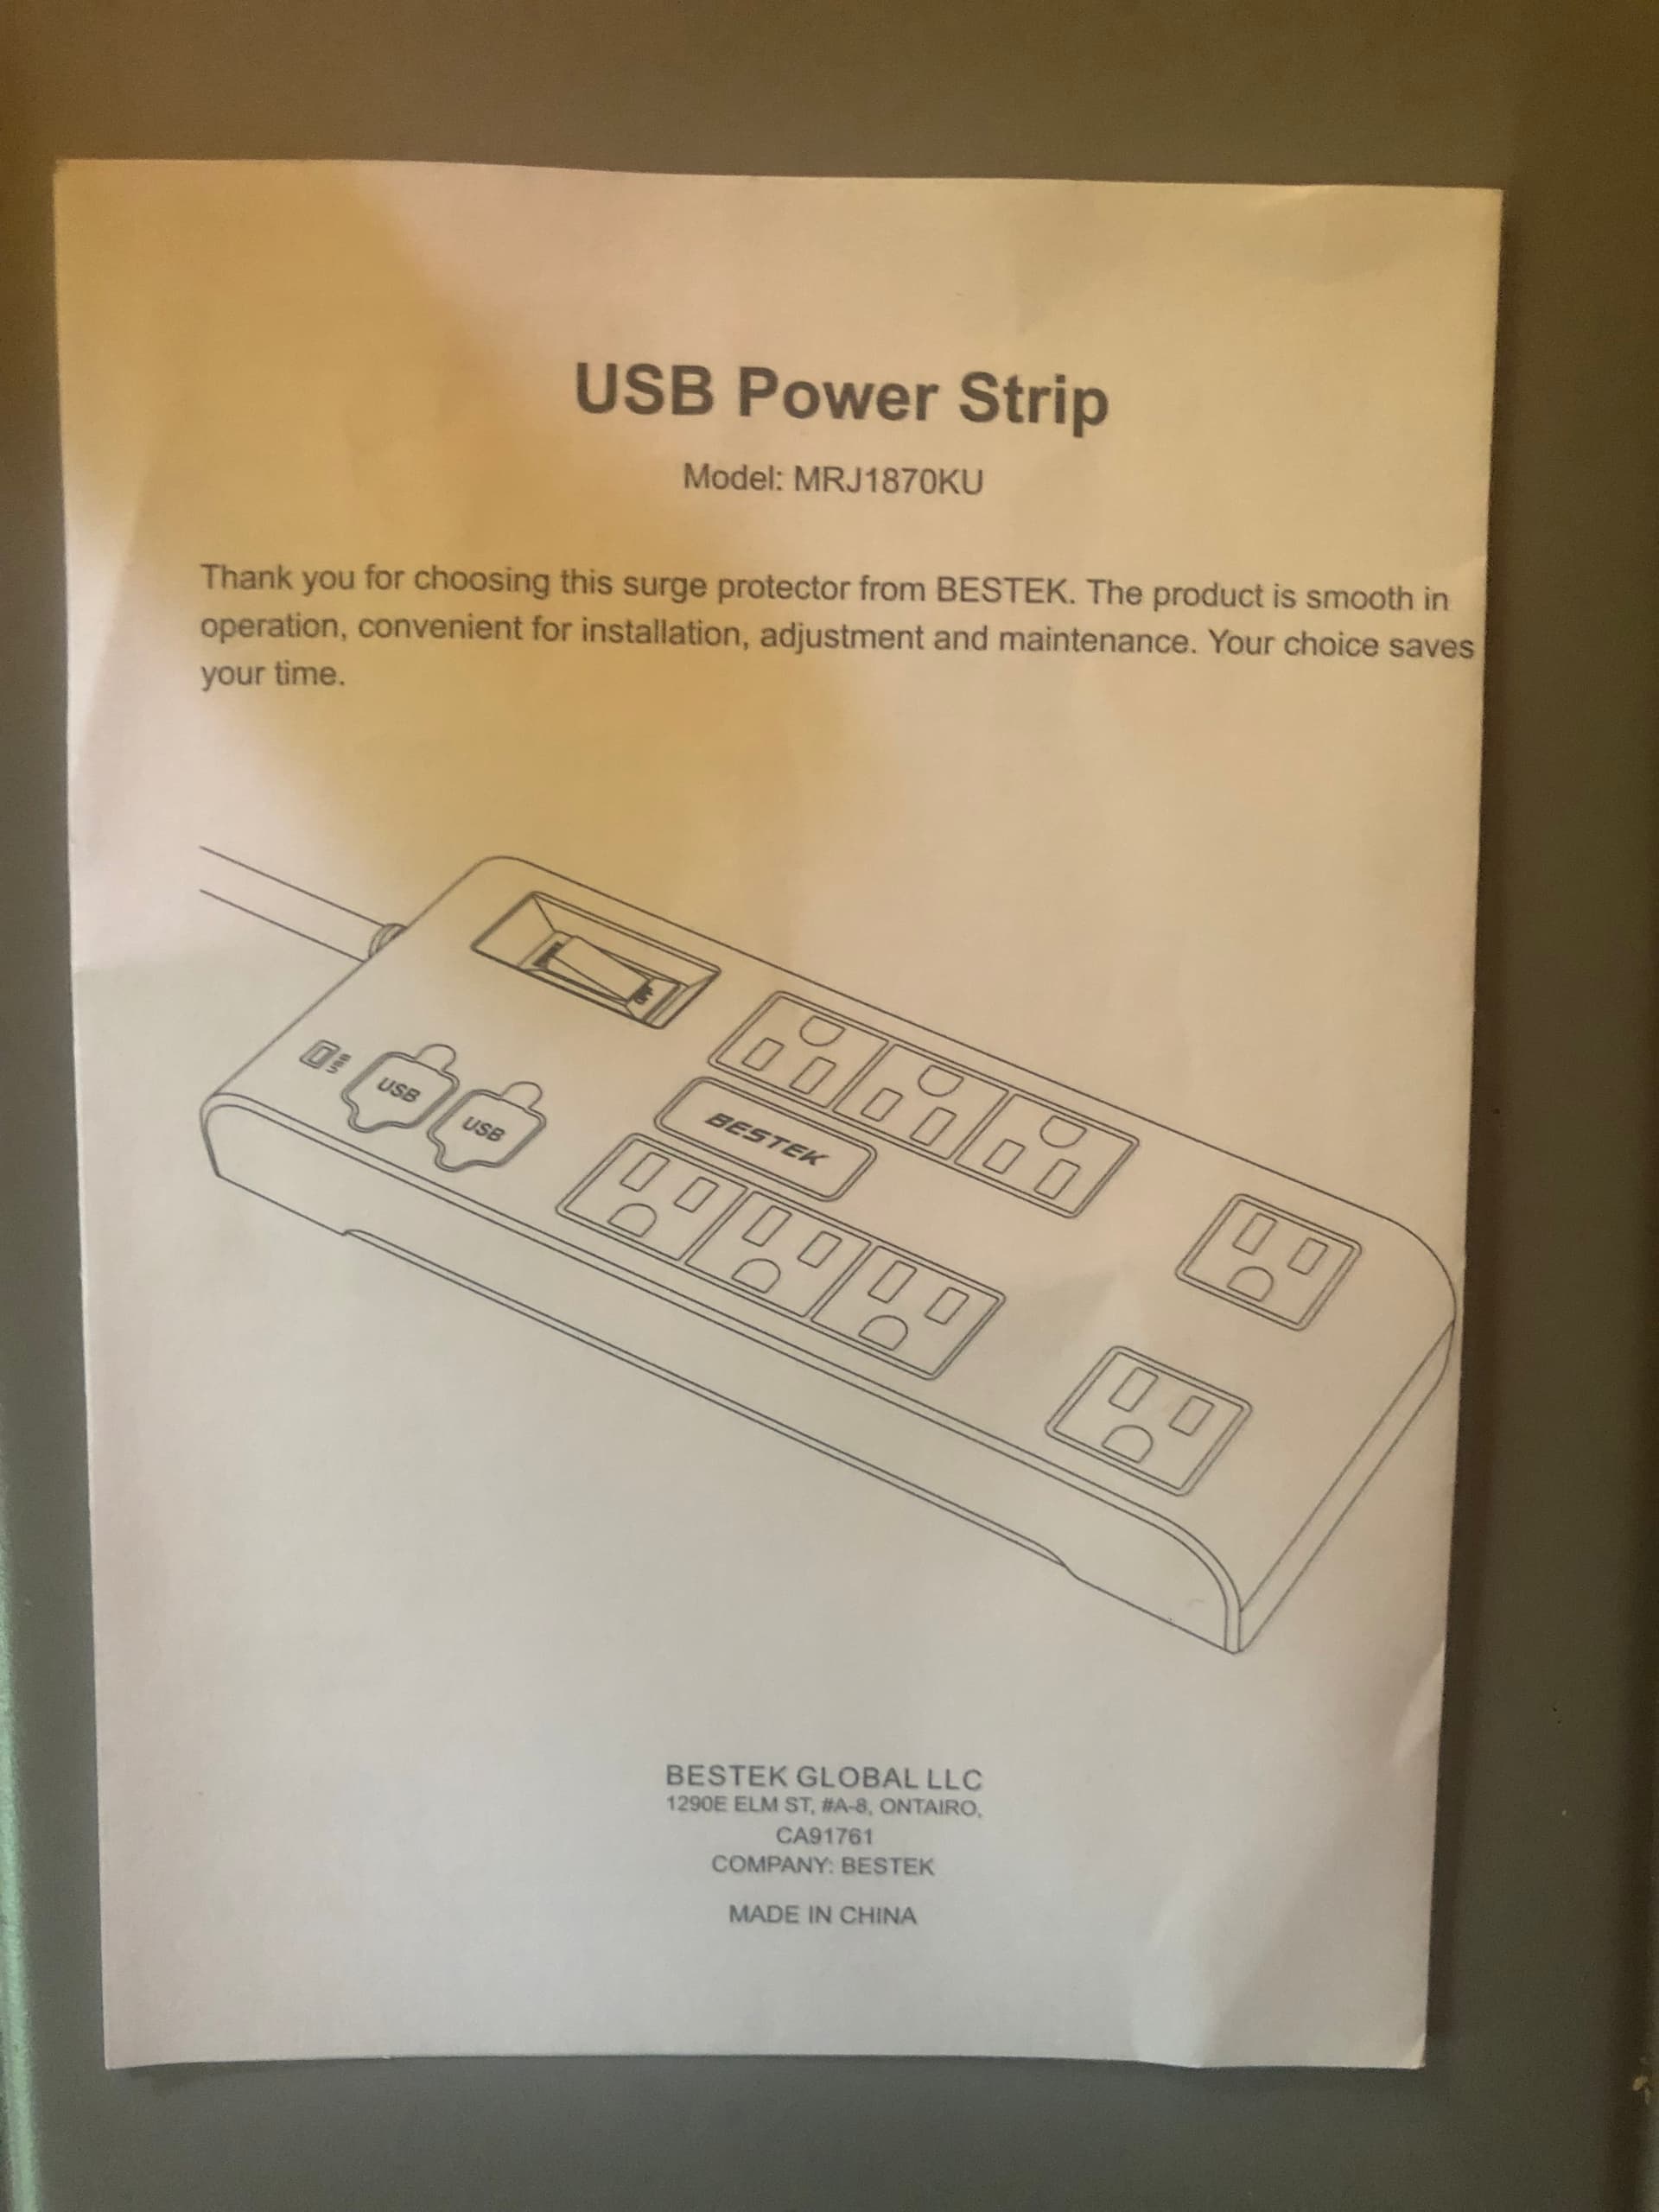 USB Power Strip
Model: MRJ1870KU
Thank you for choosing this surge protector from BESTEK. The product is smooth in
operation, convenient for installation, adjustment and maintenance. Your choice saves
your time.
USB
USB
BESTEK
BESTEK GLOBAL LLC
1290E ELM ST, #A-8, ONTAIRO,
CA91761
COMPANY: BESTEK
MADE IN CHINA